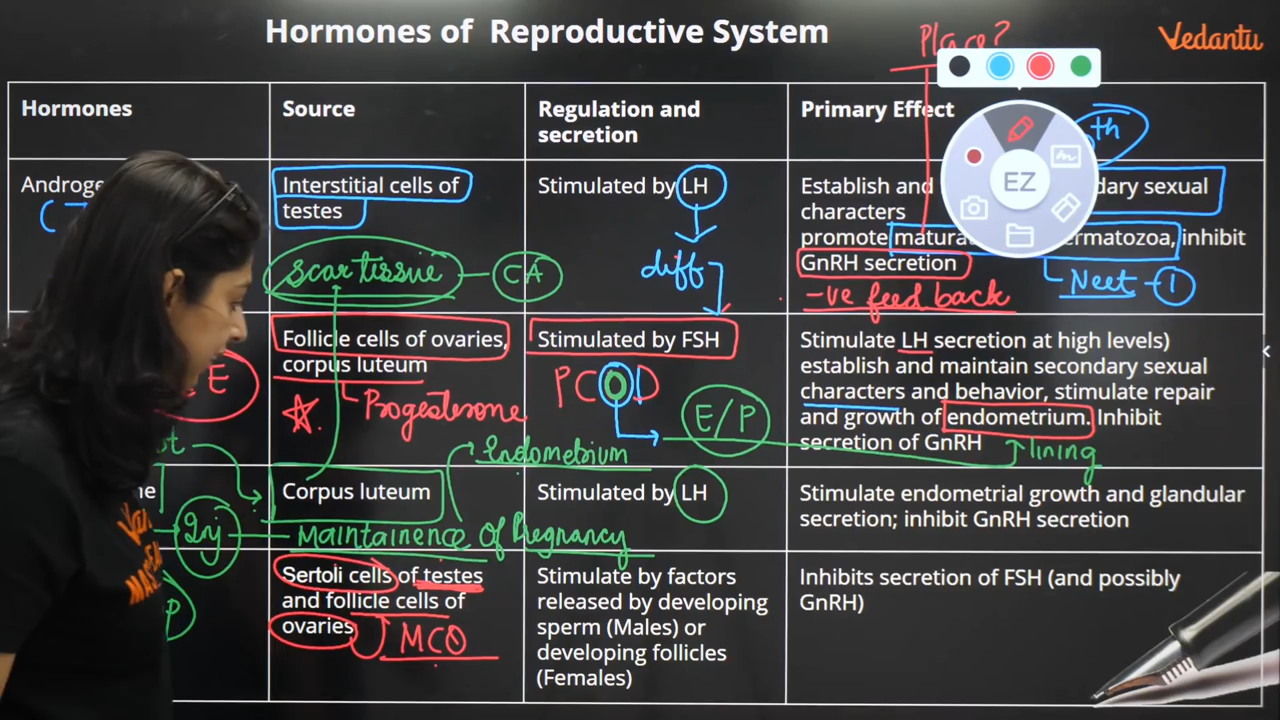 Hormones of Reproductive System
Place?
Vedantu
Hormones
Source
Regulation and
secretion
Primary Effect
th
Androge
Interstitial cells of
testes
Stimulated by LH
diff
Establish and
dary sexual
characters
promote matura
ermatozoa, inhibit
GnRH secretion
-ve feed back
Neet - 1
EZ
scar tissue - CA
E
Follicle cells of ovaries,
corpus luteum
Progesterone
Stimulated by FSH
PCOD
E/P
Stimulate LH secretion at high levels)
establish and maintain secondary sexual
characters and behavior, stimulate repair
and growth of endometrium. Inhibit
secretion of GnRH
lining
Endometrium
ne
Corpus luteum
Stimulated by LH
Stimulate endometrial growth and glandular
secretion; inhibit GnRH secretion
Inj
Maintainence of Pregnancy
P
Sertoli cells of testes
and follicle cells of
ovaries
MCQ
Stimulate by factors
released by developing
sperm (Males) or
developing follicles
(Females)
Inhibits secretion of FSH (and possibly
GnRH)